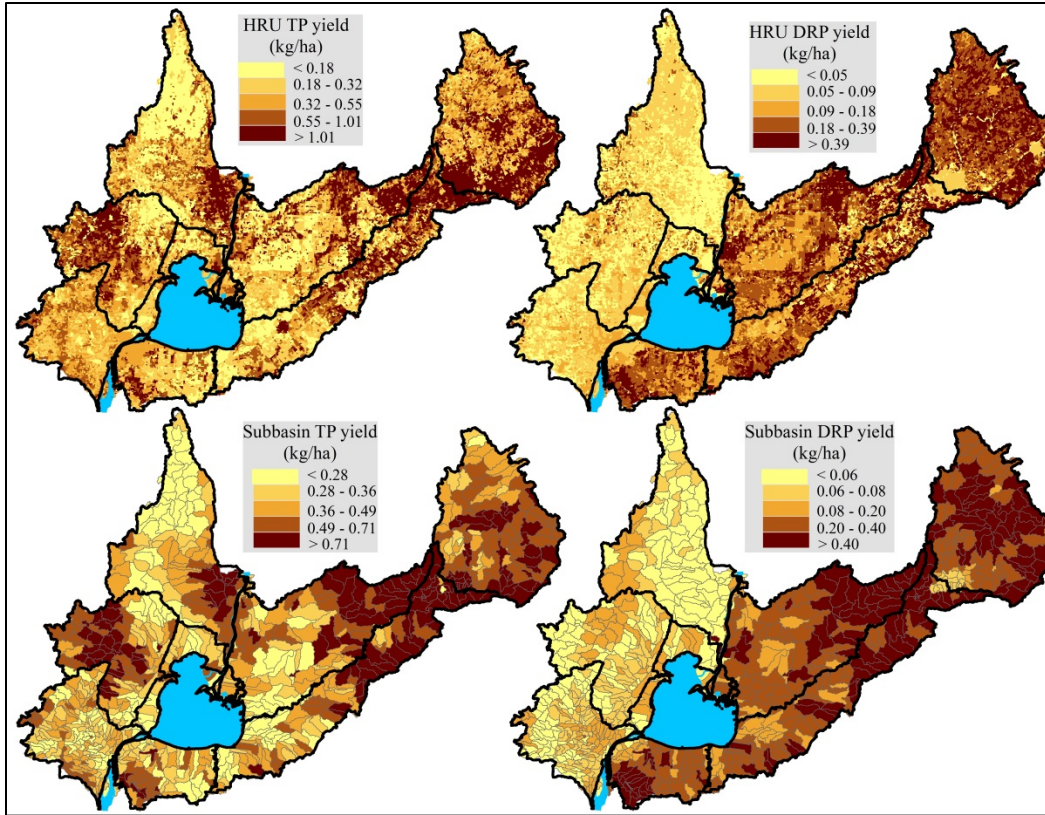 HRU TP yield
(kg/ha)
< 0.18
0.18 - 0.32
0.32 - 0.55
0.55 - 1.01
> 1.01
HRU DRP yield
(kg/ha)
< 0.05
0.05 - 0.09
0.09 - 0.18
0.18 - 0.39
> 0.39
Subbasin TP yield
(kg/ha)
< 0.28
0.28 - 0.36
0.36 - 0.49
0.49 - 0.71
> 0.71
Subbasin DRP yield
(kg/ha)
< 0.06
0.06 - 0.08
0.08 - 0.20
0.20 - 0.40
> 0.40